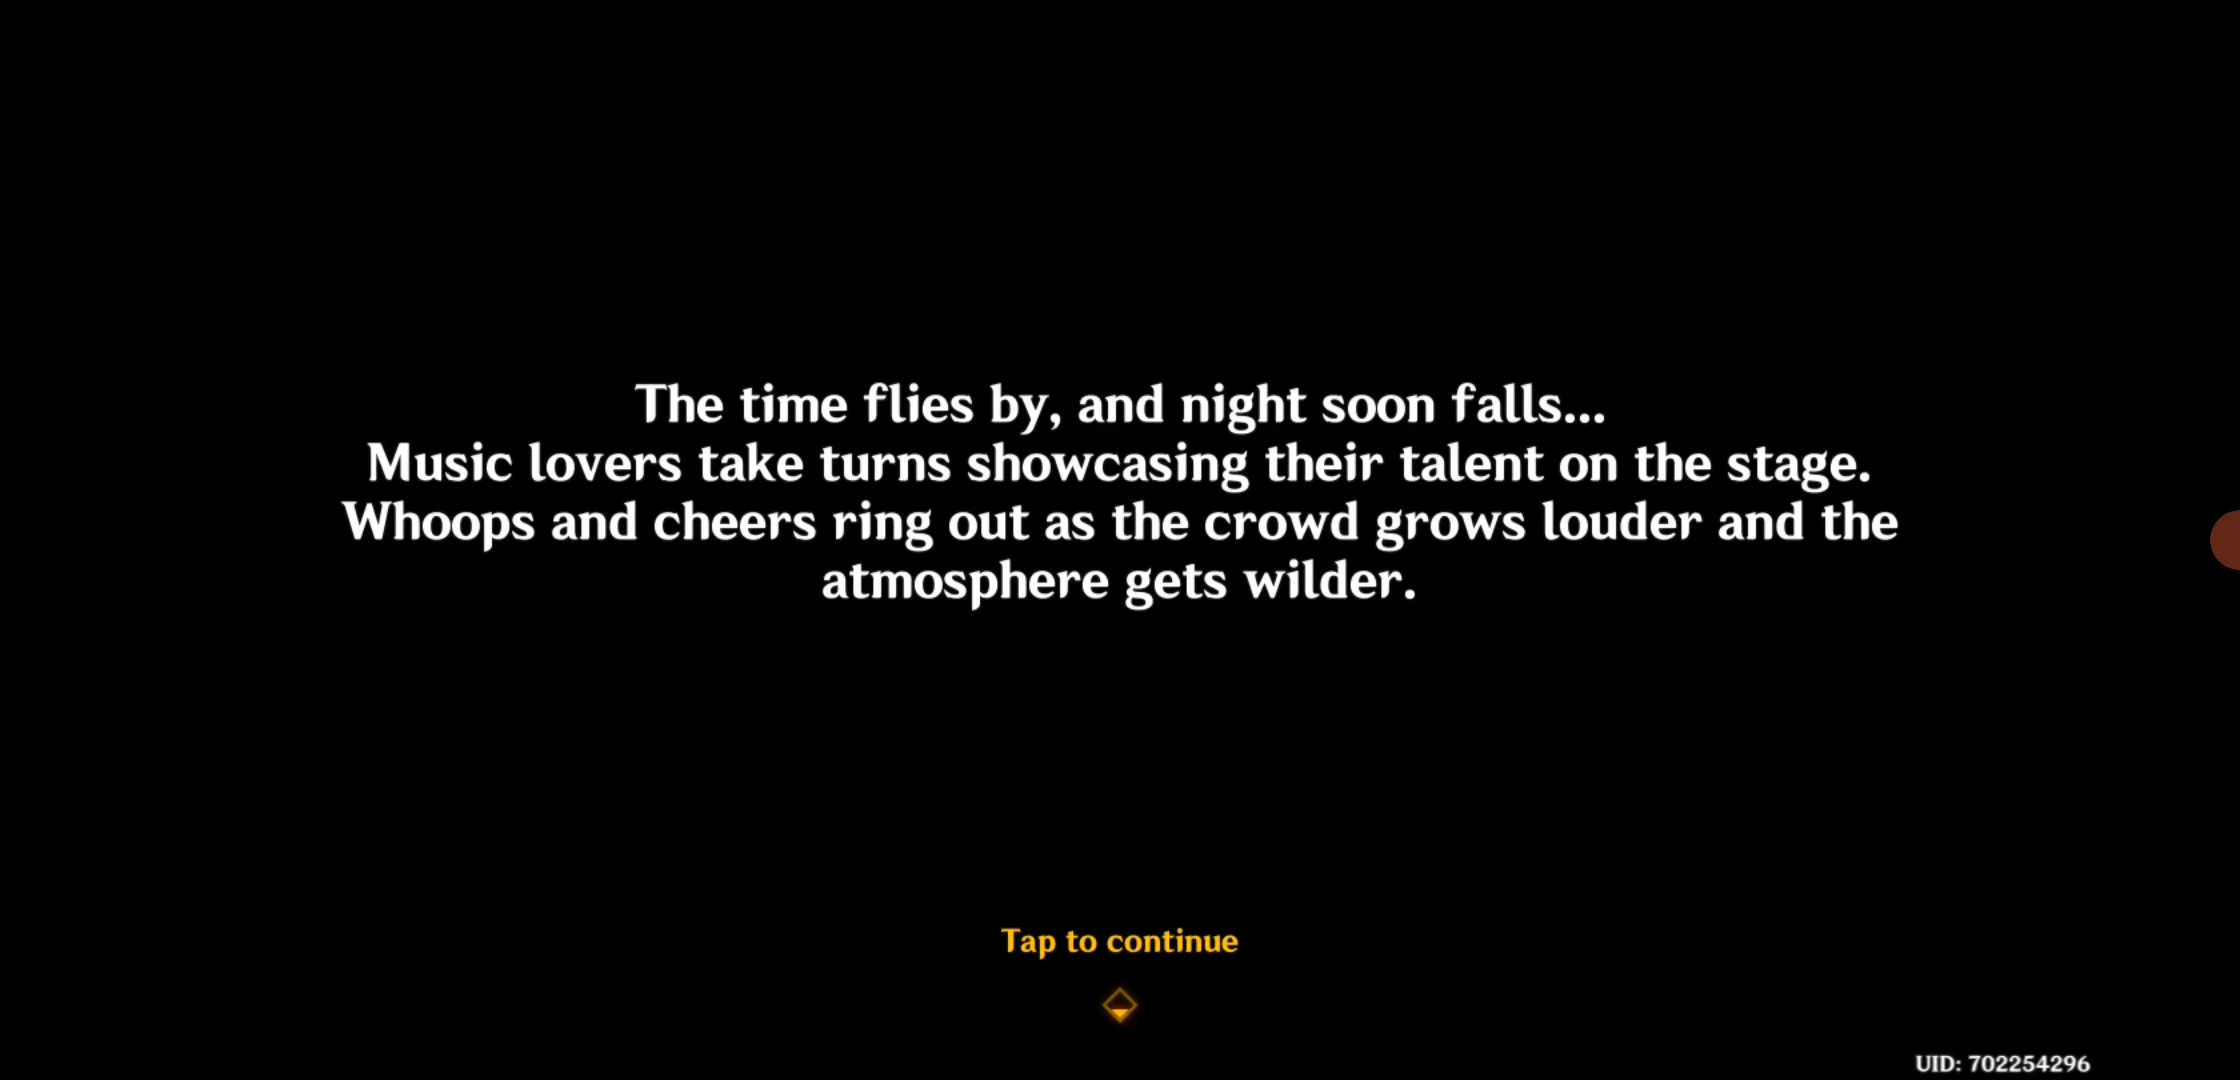 The time flies by, and night soon falls...
Music lovers take turns showcasing their talent on the stage.
Whoops and cheers ring out as the crowd grows louder and the
atmosphere gets wilder.
Tap to continue
UID: 702254296